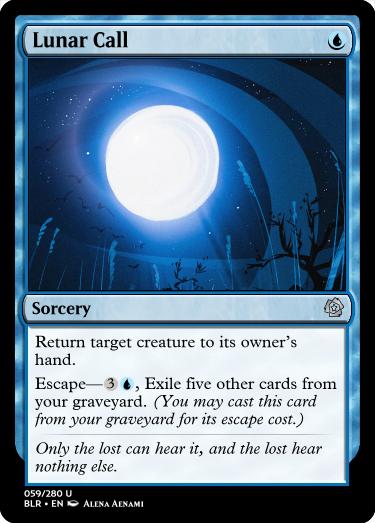 Lunar Call
Sorcery
Return target creature to its owner's
hand.
Escape—3, Exile five other cards from
your graveyard. (You may cast this card
from your graveyard for its escape cost.)
Only the lost can hear it, and the lost hear
nothing else.
059/280 U
BLR • EN Alena Aenami